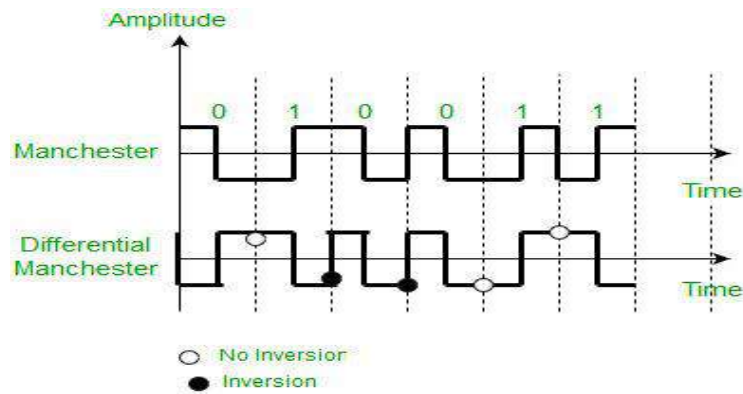 Amplitude
0 1 0 0 1 1
Manchester
Time
Differential
Manchester
Time
No Inversion
Inversion